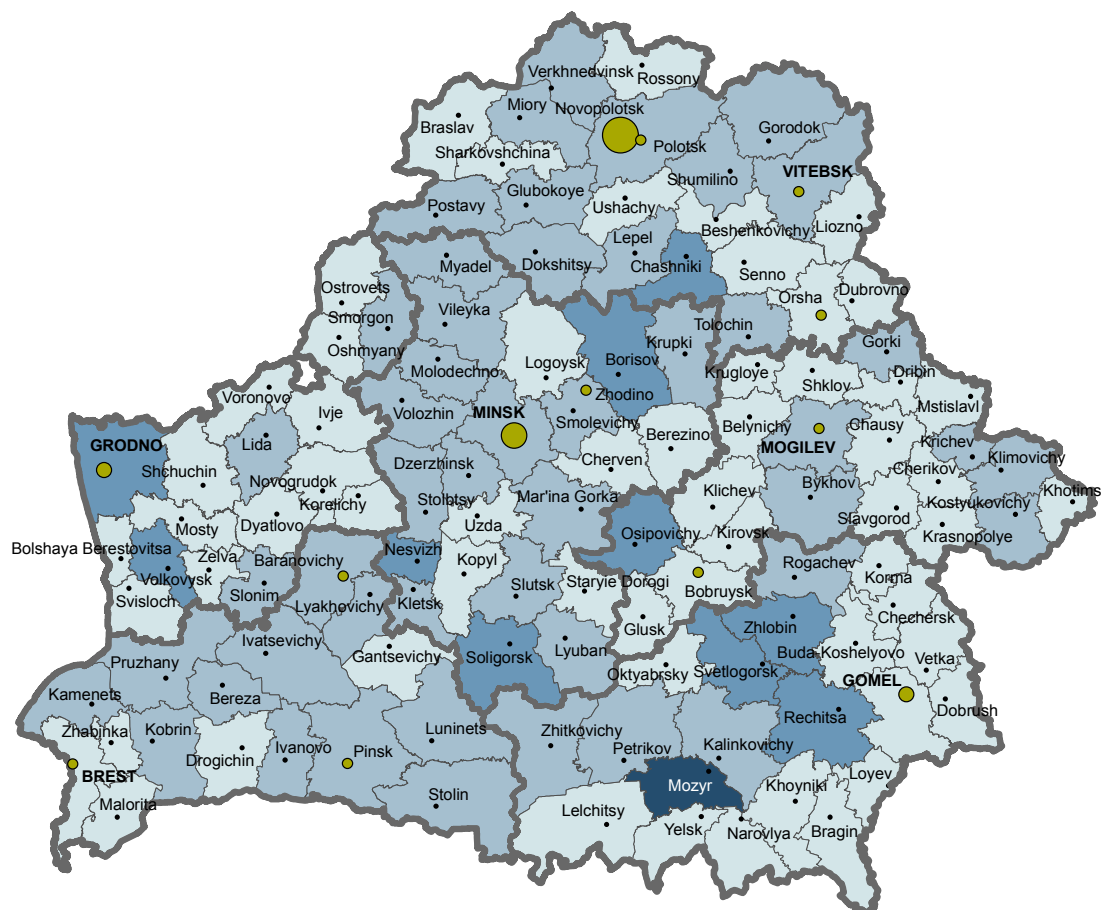 Verkhnedvinsk
Rossony
Miory
Novopolotsk
Braslav
Polotsk
Gorodok
Sharkovshchina
VITEBSK
Glubokoye
Shumilino
Postavy
Ushachy
Beshenkovichy
Liozno
Lepel
Myadel
Dokshitsy
Chashniki
Senno
Ostrovets
Orsha
Dubrovno
Smorgon
Vileyka
Tolochin
Oshmyany
Krupki
Gorki
Logoysk
Borisov
Molodechno
Krugloye
Dribin
Shklov
Voronovo
Zhodino
Mstislavl
Ivje
Volozhin
MINSK
Smolevichy
Berezino
Belynichy
Chausy
GRODNO
Lida
MOGILEV
Krichev
Shchuchin
Dzerzhinsk
Cherven
Cherikov
Klimovichy
Novogrudok
Stolbtsy
Mar'ina Gorka
Klichev
Bykhov
Kostyukovichy
Khotims
Korelichy
Mosty
Dyatlovo
Uzda
Osipovichy
Kirovsk
Slavgorod
Krasnopolye
Bolshaya Berestovitsa
Zelva
Baranovichy
Nesvizh
Kopyl
Volkovysk
Rogachev
Korma
Svisloch
Slonim
Lyakhovichy
Kletsk
Slutsk
Staryie Dorogi
Bobruysk
Chechersk
Ivatsevichy
Glusk
Zhlobin
Gantsevichy
Soligorsk
Lyuban
Buda-Koshelyovo
Pruzhany
Oktyabrsky
Svetlogorsk
Vetka
Kamenets
Bereza
GOMEL
Dobrush
Rechitsa
Luninets
Zhabinka
Kobrin
Ivanovo
Pinsk
Zhitkovichy
Petrikov
Kalinkovichy
Drogichin
BREST
Loyev
Mozyr
Khoyniki
Malorita
Stolin
Lelchitsy
Yelsk
Narovlya
Bragin